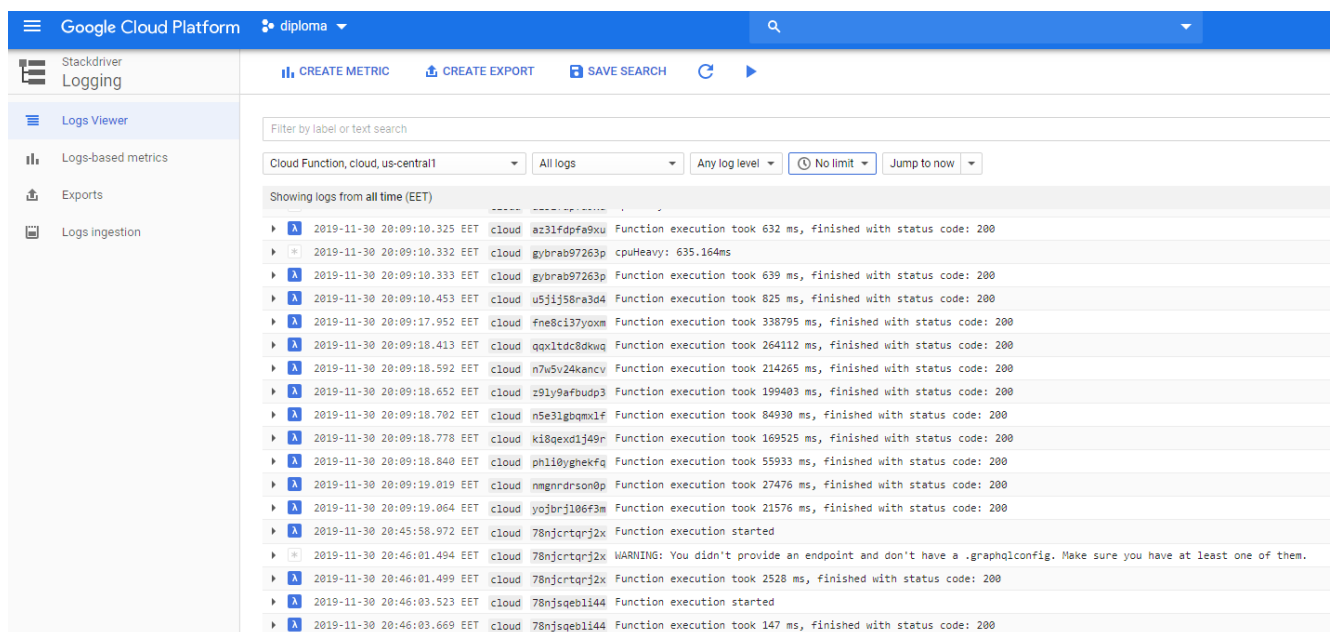 Google Cloud Platform diploma
Stackdriver
Logging
CREATE METRIC CREATE EXPORT SAVE SEARCH
Logs Viewer
Logs-based metrics
Exports
Logs ingestion
Filter by label or text search
Cloud Function, cloud, us-central1 All logs Any log level No limit Jump to now
Showing logs from all time (EET)
λ 2019-11-30 20:09:10.325 EET cloud az3lfdpfa9xu Function execution took 632 ms, finished with status code: 200
* 2019-11-30 20:09:10.332 EET cloud gybrab97263p cpuHeavy: 635.164ms
λ 2019-11-30 20:09:10.333 EET cloud gybrab97263p Function execution took 639 ms, finished with status code: 200
λ 2019-11-30 20:09:10.453 EET cloud u5jij58ra3d4 Function execution took 825 ms, finished with status code: 200
λ 2019-11-30 20:09:17.952 EET cloud fne8ci37yoxm Function execution took 338795 ms, finished with status code: 200
λ 2019-11-30 20:09:18.413 EET cloud qqxltdc8dkwq Function execution took 264112 ms, finished with status code: 200
λ 2019-11-30 20:09:18.592 EET cloud n7w5v24kancv Function execution took 214265 ms, finished with status code: 200
λ 2019-11-30 20:09:18.652 EET cloud z9ly9afbudp3 Function execution took 199403 ms, finished with status code: 200
λ 2019-11-30 20:09:18.702 EET cloud n5e3lgbqmxlf Function execution took 84930 ms, finished with status code: 200
λ 2019-11-30 20:09:18.778 EET cloud ki8qexd1j49r Function execution took 169525 ms, finished with status code: 200
λ 2019-11-30 20:09:18.840 EET cloud phli0yghekfq Function execution took 55933 ms, finished with status code: 200
λ 2019-11-30 20:09:19.019 EET cloud nmgnrdrson0p Function execution took 27476 ms, finished with status code: 200
λ 2019-11-30 20:09:19.064 EET cloud yojbrjl06f3m Function execution took 21576 ms, finished with status code: 200
λ 2019-11-30 20:45:58.972 EET cloud 78njcrtqrj2x Function execution started
* 2019-11-30 20:46:01.494 EET cloud 78njcrtqrj2x WARNING: You didn't provide an endpoint and don't have a .graphqlconfig. Make sure you have at least one of them.
λ 2019-11-30 20:46:01.499 EET cloud 78njcrtqrj2x Function execution took 2528 ms, finished with status code: 200
λ 2019-11-30 20:46:03.523 EET cloud 78njsqebli44 Function execution started
λ 2019-11-30 20:46:03.669 EET cloud 78njsqebli44 Function execution took 147 ms, finished with status code: 200